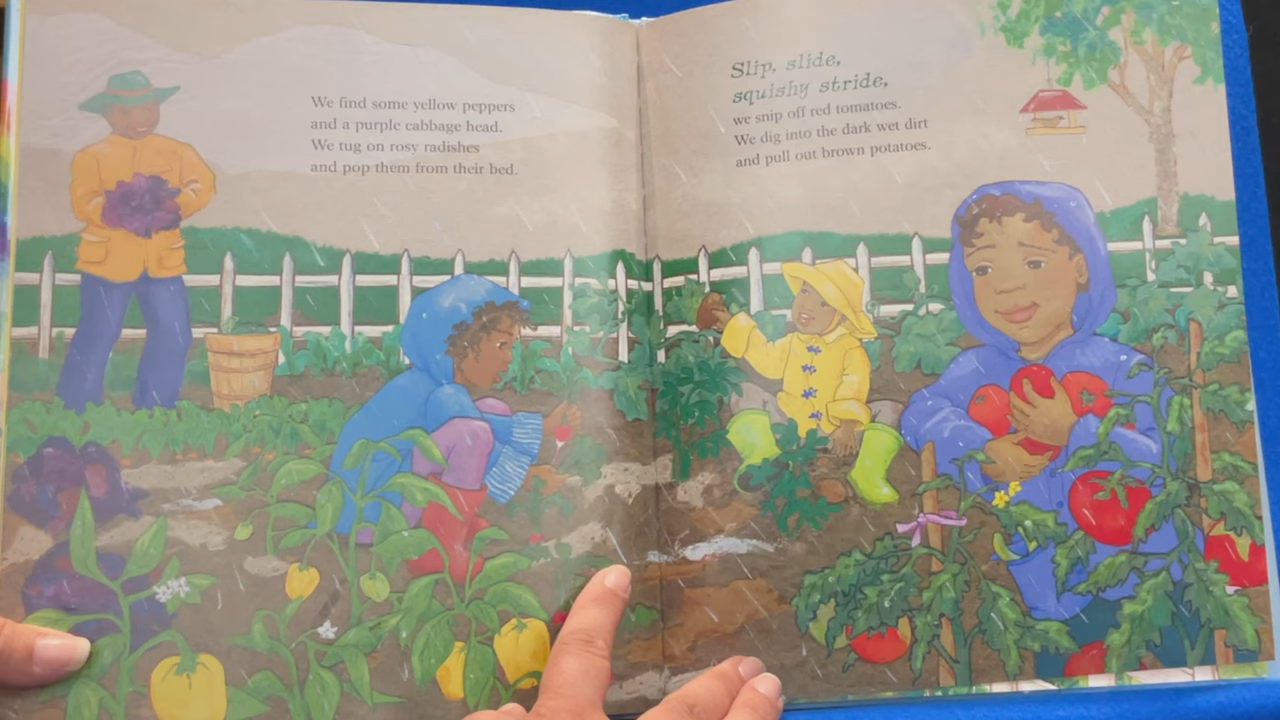 We find some yellow peppers
and a purple cabbage head.
We tug on rosy radishes
and pop them from their bed.
Slip, slide,
squishy stride,
we snip off red tomatoes.
We dig into the dark wet dirt
and pull out brown potatoes.